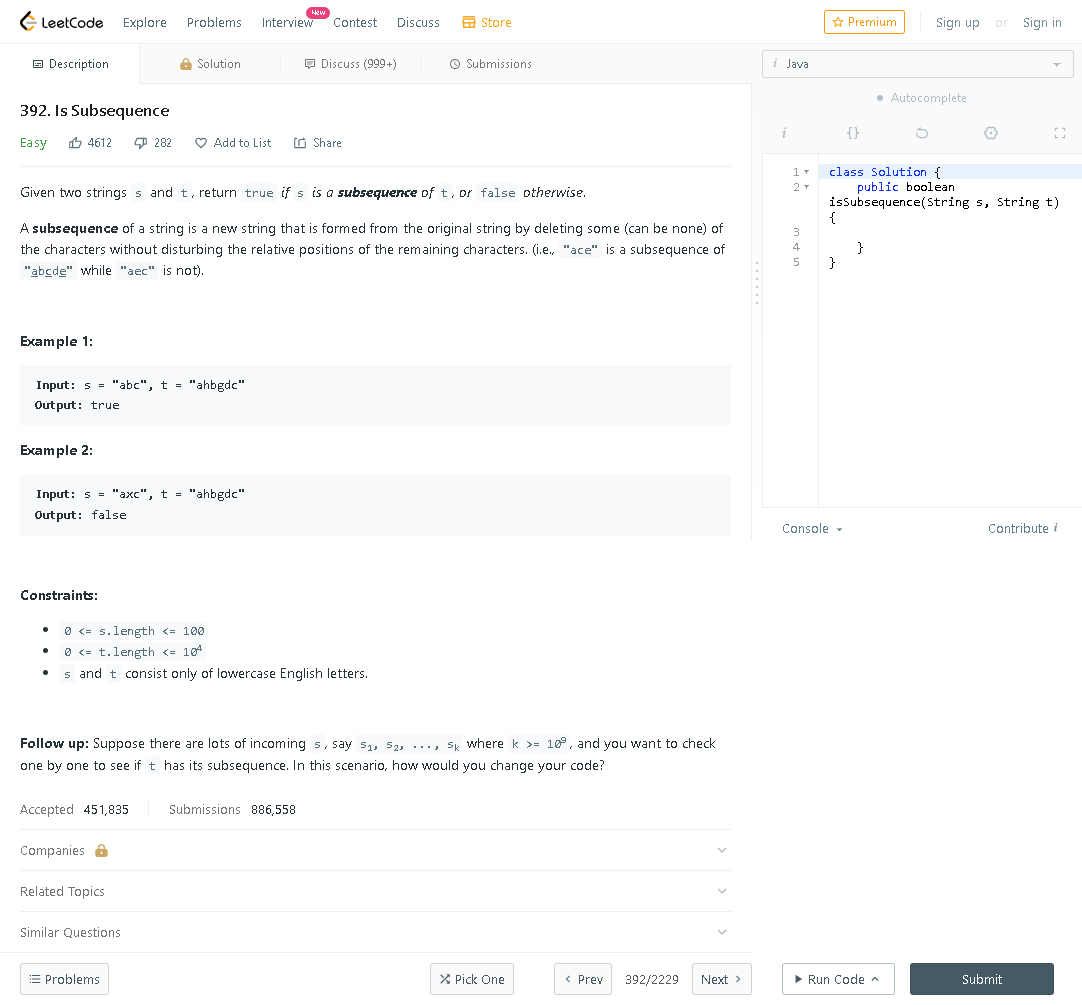 LeetCode Explore Problems Interview New Contest Discuss Store Premium Sign up or Sign in
Description Solution Discuss (999+) Submissions
392. Is Subsequence
Easy 4612 282 Add to List Share
Given two strings s and t, return true if s is a subsequence of t, or false otherwise.
A subsequence of a string is a new string that is formed from the original string by deleting some (can be none) of
the characters without disturbing the relative positions of the remaining characters. (i.e., "ace" is a subsequence of
"abcde" while "aec" is not).
Example 1:
Input: s = "abc", t = "ahbgdc"
Output: true
Example 2:
Input: s = "axc", t = "ahbgdc"
Output: false
Constraints:
• 0 <= s.length <= 100
• 0 <= t.length <= 10⁴
• s and t consist only of lowercase English letters.
Follow up: Suppose there are lots of incoming s, say s₁, s₂, ..., sₖ where k >= 10⁹, and you want to check
one by one to see if t has its subsequence. In this scenario, how would you change your code?
Accepted 451,835 Submissions 886,558
Companies
Related Topics
Similar Questions
i Java
Autocomplete
i {}
1 class Solution {
2 public boolean
isSubsequence(String s, String t)
{
3
4 }
5 }
Console Contribute i
Problems Pick One Prev 392/2229 Next Run Code Submit